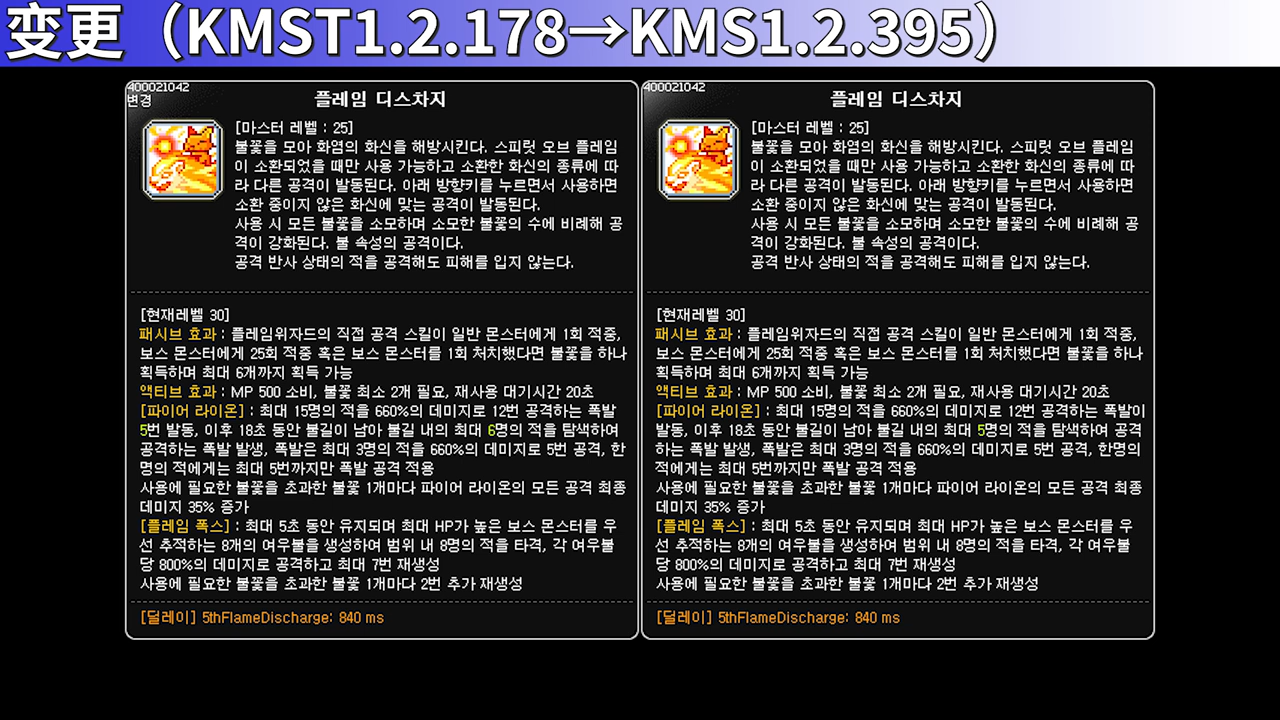 变更（KMST1.2.178→KMS1.2.395）
400021042
변경
플레임 디스차지
[마스터 레벨 : 25]
불꽃을 모아 화염의 화신을 해방시킨다. 스피릿 오브 플레임
이 소환되었을 때만 사용 가능하고 소환한 화신의 종류에 따
라 다른 공격이 발동된다. 아래 방향키를 누르면서 사용하면
소환 중이지 않은 화신에 맞는 공격이 발동된다.
사용 시 모든 불꽃을 소모하며 소모한 불꽃의 수에 비례해 공
격이 강화된다. 불 속성의 공격이다.
공격 반사 상태의 적을 공격해도 피해를 입지 않는다.
[현재레벨 30]
패시브 효과 : 플레임위자드의 직접 공격 스킬이 일반 몬스터에게 1회 적중,
보스 몬스터에게 25회 적중 혹은 보스 몬스터를 1회 처치했다면 불꽃을 하나
획득하며 최대 6개까지 획득 가능
액티브 효과 : MP 500 소비, 불꽃 최소 2개 필요, 재사용 대기시간 20초
[파이어 라이온] : 최대 15명의 적을 660%의 데미지로 12번 공격하는 폭발
5번 발동, 이후 18초 동안 불길이 남아 불길 내의 최대 6명의 적을 탐색하여
공격하는 폭발 발생, 폭발은 최대 3명의 적을 660%의 데미지로 5번 공격, 한
명의 적에게는 최대 5번까지만 폭발 공격 적용
사용에 필요한 불꽃을 초과한 불꽃 1개마다 파이어 라이온의 모든 공격 최종
데미지 35% 증가
[플레임 폭스] : 최대 5초 동안 유지되며 최대 HP가 높은 보스 몬스터를 우
선 추적하는 8개의 여우불을 생성하여 범위 내 8명의 적을 타격, 각 여우불
당 800%의 데미지로 공격하고 최대 7번 재생성
사용에 필요한 불꽃을 초과한 불꽃 1개마다 2번 추가 재생성
[딜레이] 5thFlameDischarge: 840 ms
400021042
플레임 디스차지
[마스터 레벨 : 25]
불꽃을 모아 화염의 화신을 해방시킨다. 스피릿 오브 플레임
이 소환되었을 때만 사용 가능하고 소환한 화신의 종류에 따
라 다른 공격이 발동된다. 아래 방향키를 누르면서 사용하면
소환 중이지 않은 화신에 맞는 공격이 발동된다.
사용 시 모든 불꽃을 소모하며 소모한 불꽃의 수에 비례해 공
격이 강화된다. 불 속성의 공격이다.
공격 반사 상태의 적을 공격해도 피해를 입지 않는다.
[현재레벨 30]
패시브 효과 : 플레임위자드의 직접 공격 스킬이 일반 몬스터에게 1회 적중,
보스 몬스터에게 25회 적중 혹은 보스 몬스터를 1회 처치했다면 불꽃을 하나
획득하며 최대 6개까지 획득 가능
액티브 효과 : MP 500 소비, 불꽃 최소 2개 필요, 재사용 대기시간 20초
[파이어 라이온] : 최대 15명의 적을 660%의 데미지로 12번 공격하는 폭발이
발동, 이후 18초 동안 불길이 남아 불길 내의 최대 5명의 적을 탐색하여 공격
하는 폭발 발생, 폭발은 최대 3명의 적을 660%의 데미지로 5번 공격, 한명의
적에게는 최대 5번까지만 폭발 공격 적용
사용에 필요한 불꽃을 초과한 불꽃 1개마다 파이어 라이온의 모든 공격 최종
데미지 35% 증가
[플레임 폭스] : 최대 5초 동안 유지되며 최대 HP가 높은 보스 몬스터를 우
선 추적하는 8개의 여우불을 생성하여 범위 내 8명의 적을 타격, 각 여우불
당 800%의 데미지로 공격하고 최대 7번 재생성
사용에 필요한 불꽃을 초과한 불꽃 1개마다 2번 추가 재생성
[딜레이] 5thFlameDischarge: 840 ms